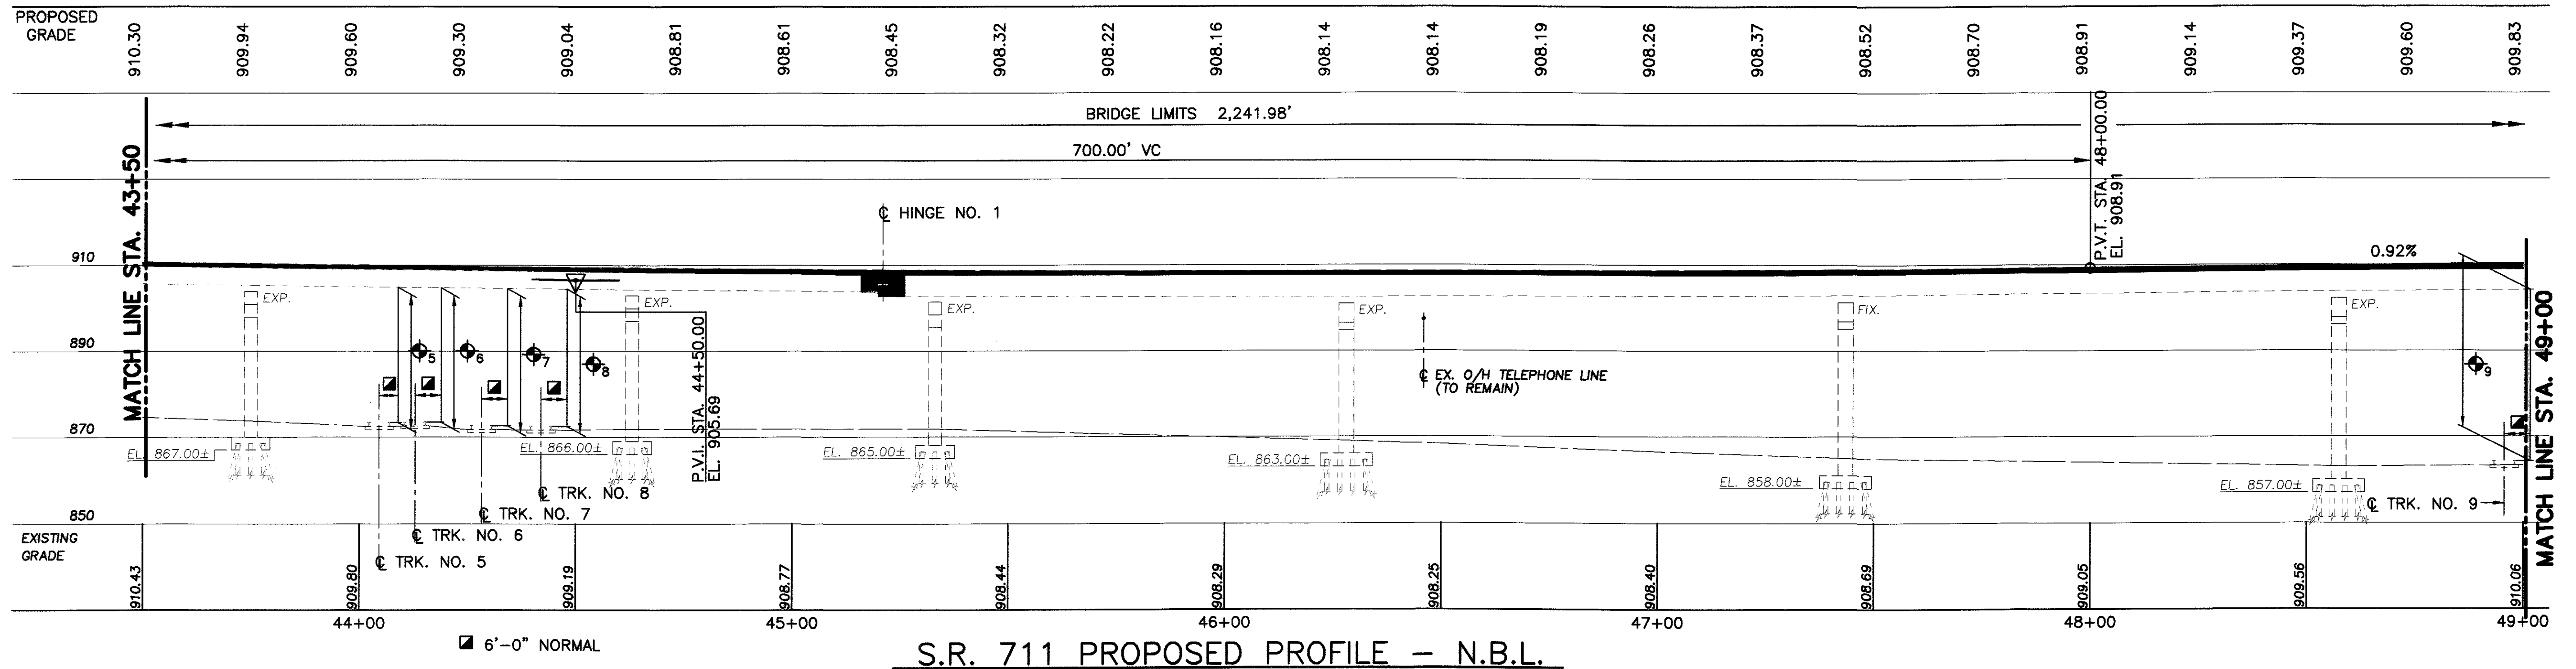 PROPOSED
GRADE
910.30 909.94 909.60 909.30 909.04 908.81 908.61 908.45 908.32 908.22 908.16 908.14 908.14 908.19 908.26 908.37 908.52 908.70 908.91 909.14 909.37 909.60 909.83
BRIDGE LIMITS 2,241.98'
700.00' VC
MATCH LINE STA. 43+50
P.V.T. STA. 48+00.00
EL. 908.91
℄ HINGE NO. 1
0.92%
910
EXP. EXP. EXP. EXP. FIX. EXP.
890
5 6 7 8 9
P.V.I. STA. 44+50.00
EL. 905.69
℄ EX. O/H TELEPHONE LINE
(TO REMAIN)
MATCH LINE STA. 49+00
870
EL. 867.00± EL. 866.00± EL. 865.00± EL. 863.00± EL. 858.00± EL. 857.00±
℄ TRK. NO. 8
℄ TRK. NO. 7
℄ TRK. NO. 9
850
℄ TRK. NO. 6
℄ TRK. NO. 5
EXISTING
GRADE
910.43 909.80 909.19 908.77 908.44 908.29 908.25 908.40 908.69 909.05 909.56 910.06
44+00 45+00 46+00 47+00 48+00 49+00
6'-0" NORMAL
S.R. 711 PROPOSED PROFILE - N.B.L.